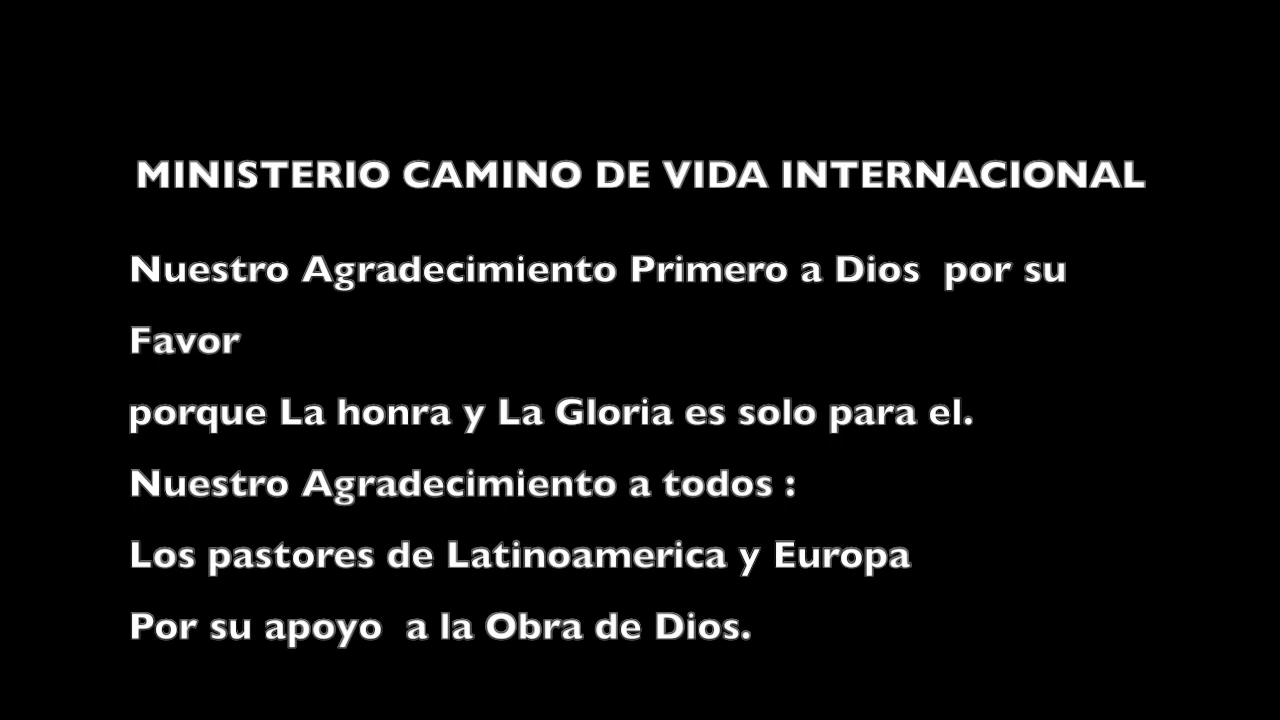 MINISTERIO CAMINO DE VIDA INTERNACIONAL
Nuestro Agradecimiento Primero a Dios  por su
Favor
porque La honra y La Gloria es solo para el.
Nuestro Agradecimiento a todos :
Los pastores de Latinoamerica y Europa
Por su apoyo  a la Obra de Dios.